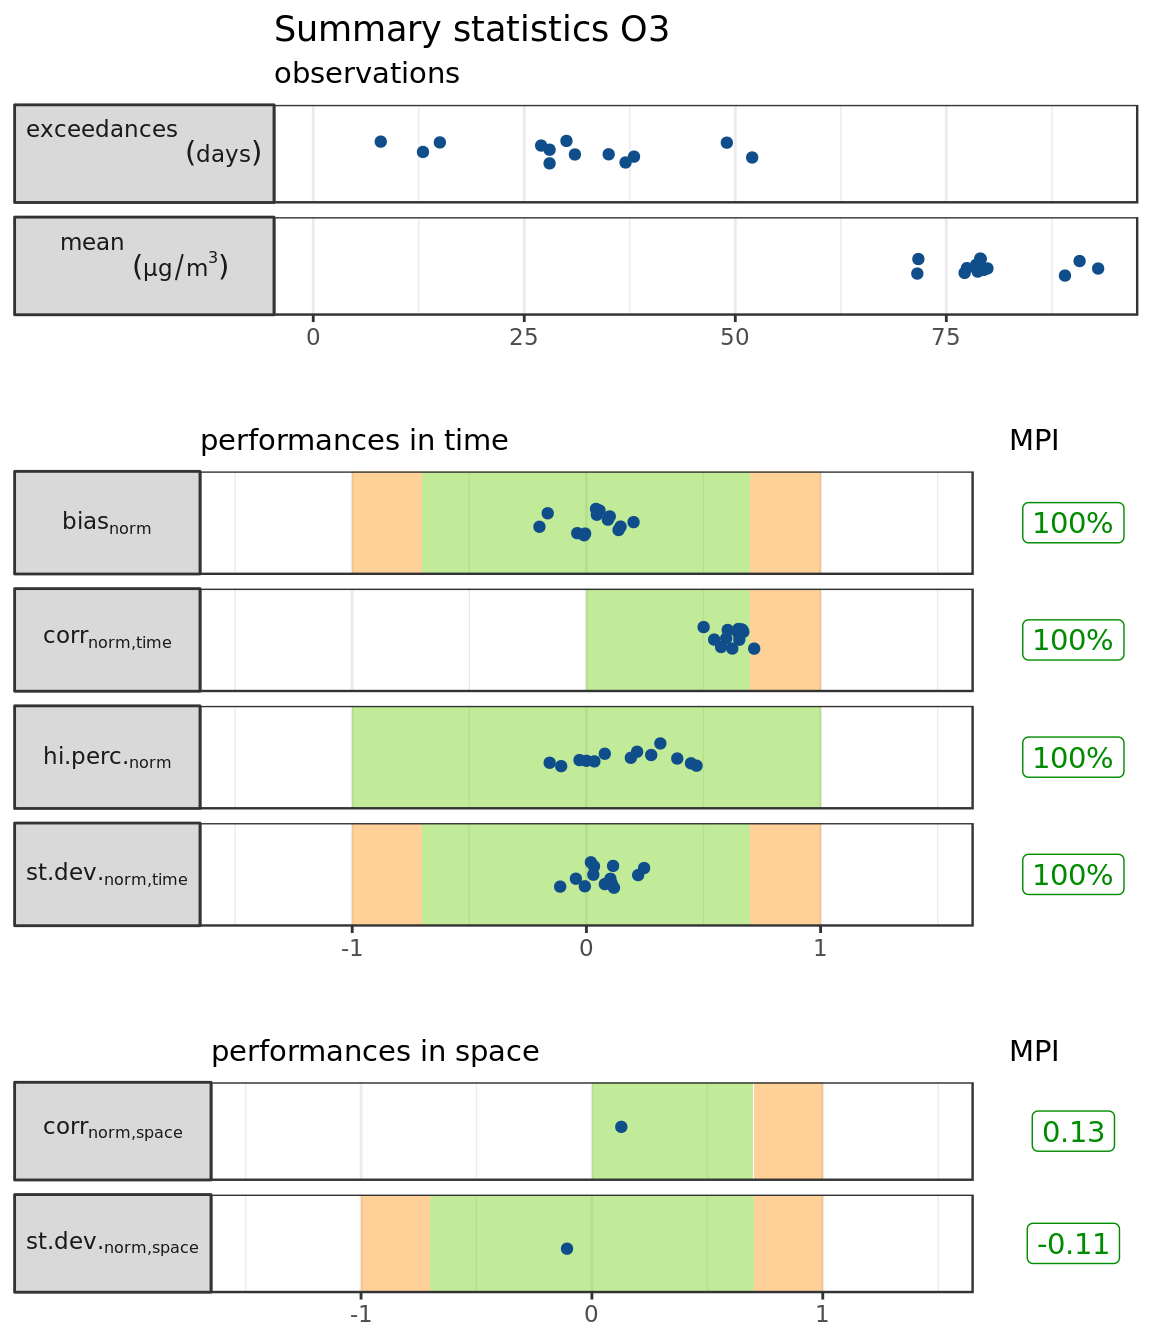 Summary statistics O3
observations
exceedances
(days)
mean
(µg/m³)
0 25 50 75
performances in time MPI
biasnorm 100%
corrnorm,time 100%
hi.perc.norm 100%
st.dev.norm,time 100%
-1 0 1
performances in space MPI
corrnorm,space 0.13
st.dev.norm,space -0.11
-1 0 1